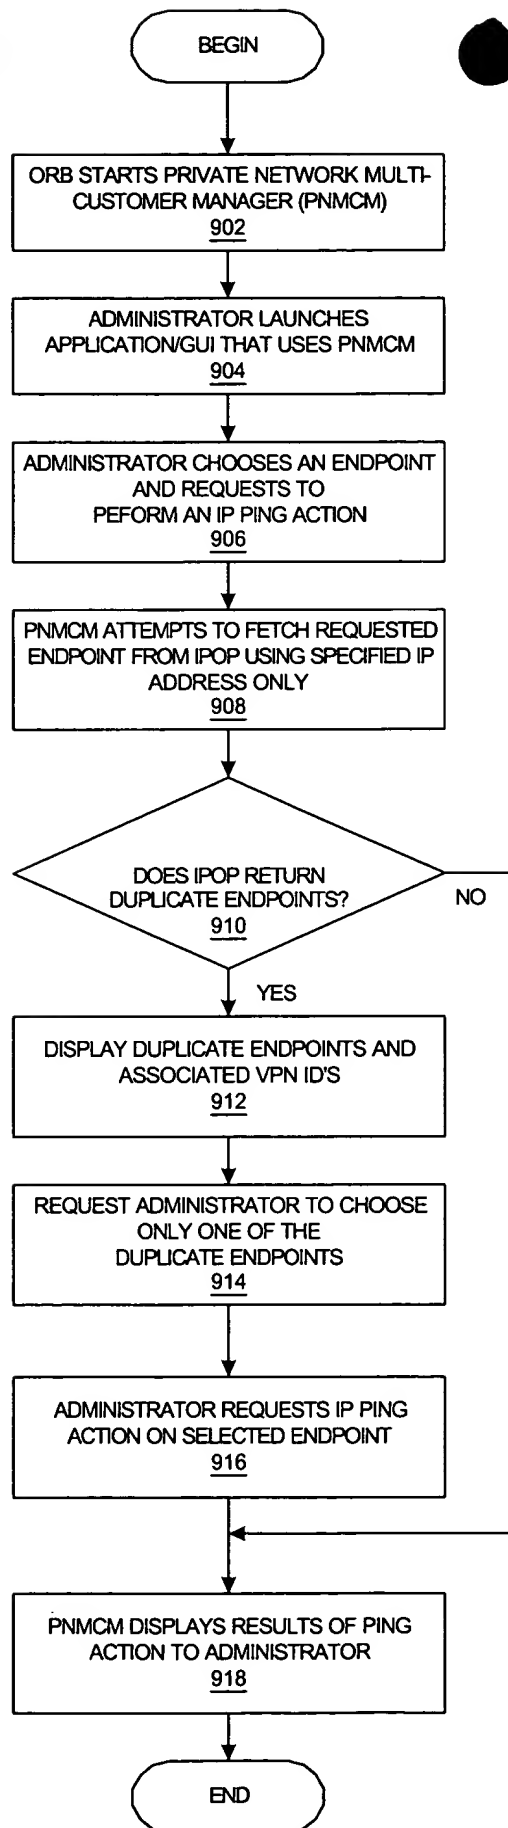 BEGIN
ORB STARTS PRIVATE NETWORK MULTI-
CUSTOMER MANAGER (PNMCM)
902
ADMINISTRATOR LAUNCHES
APPLICATION/GUI THAT USES PNMCM
904
ADMINISTRATOR CHOOSES AN ENDPOINT
AND REQUESTS TO
PEFORM AN IP PING ACTION
906
PNMCM ATTEMPTS TO FETCH REQUESTED
ENDPOINT FROM IPOP USING SPECIFIED IP
ADDRESS ONLY
908
DOES IPOP RETURN
DUPLICATE ENDPOINTS?
910
NO
YES
DISPLAY DUPLICATE ENDPOINTS AND
ASSOCIATED VPN ID'S
912
REQUEST ADMINISTRATOR TO CHOOSE
ONLY ONE OF THE
DUPLICATE ENDPOINTS
914
ADMINISTRATOR REQUESTS IP PING
ACTION ON SELECTED ENDPOINT
916
PNMCM DISPLAYS RESULTS OF PING
ACTION TO ADMINISTRATOR
918
END